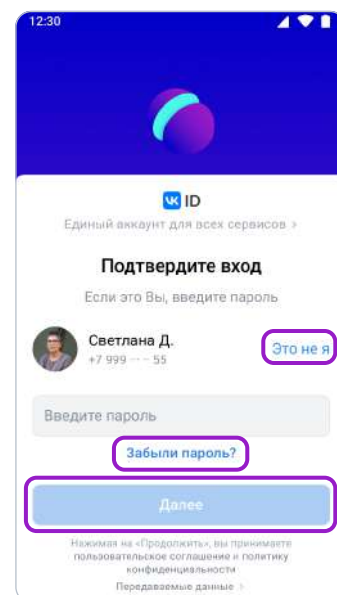 12:30
VK ID
Единый аккаунт для всех сервисов >
Подтвердите вход
Если это Вы, введите пароль
Светлана Д.
Это не я
+7 999 ··· ·· 55
Введите пароль
Забыли пароль?
Далее
Нажимая на «Продолжить», вы принимаете
пользовательское соглашение и политику
конфиденциальности
Передаваемые данные >